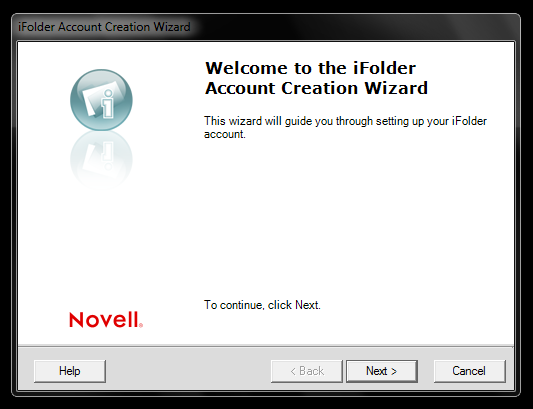 iFolder Account Creation Wizard
Welcome to the iFolder
Account Creation Wizard
This wizard will guide you through setting up your iFolder
account.
To continue, click Next.
Novell®
Help
< Back
Next >
Cancel